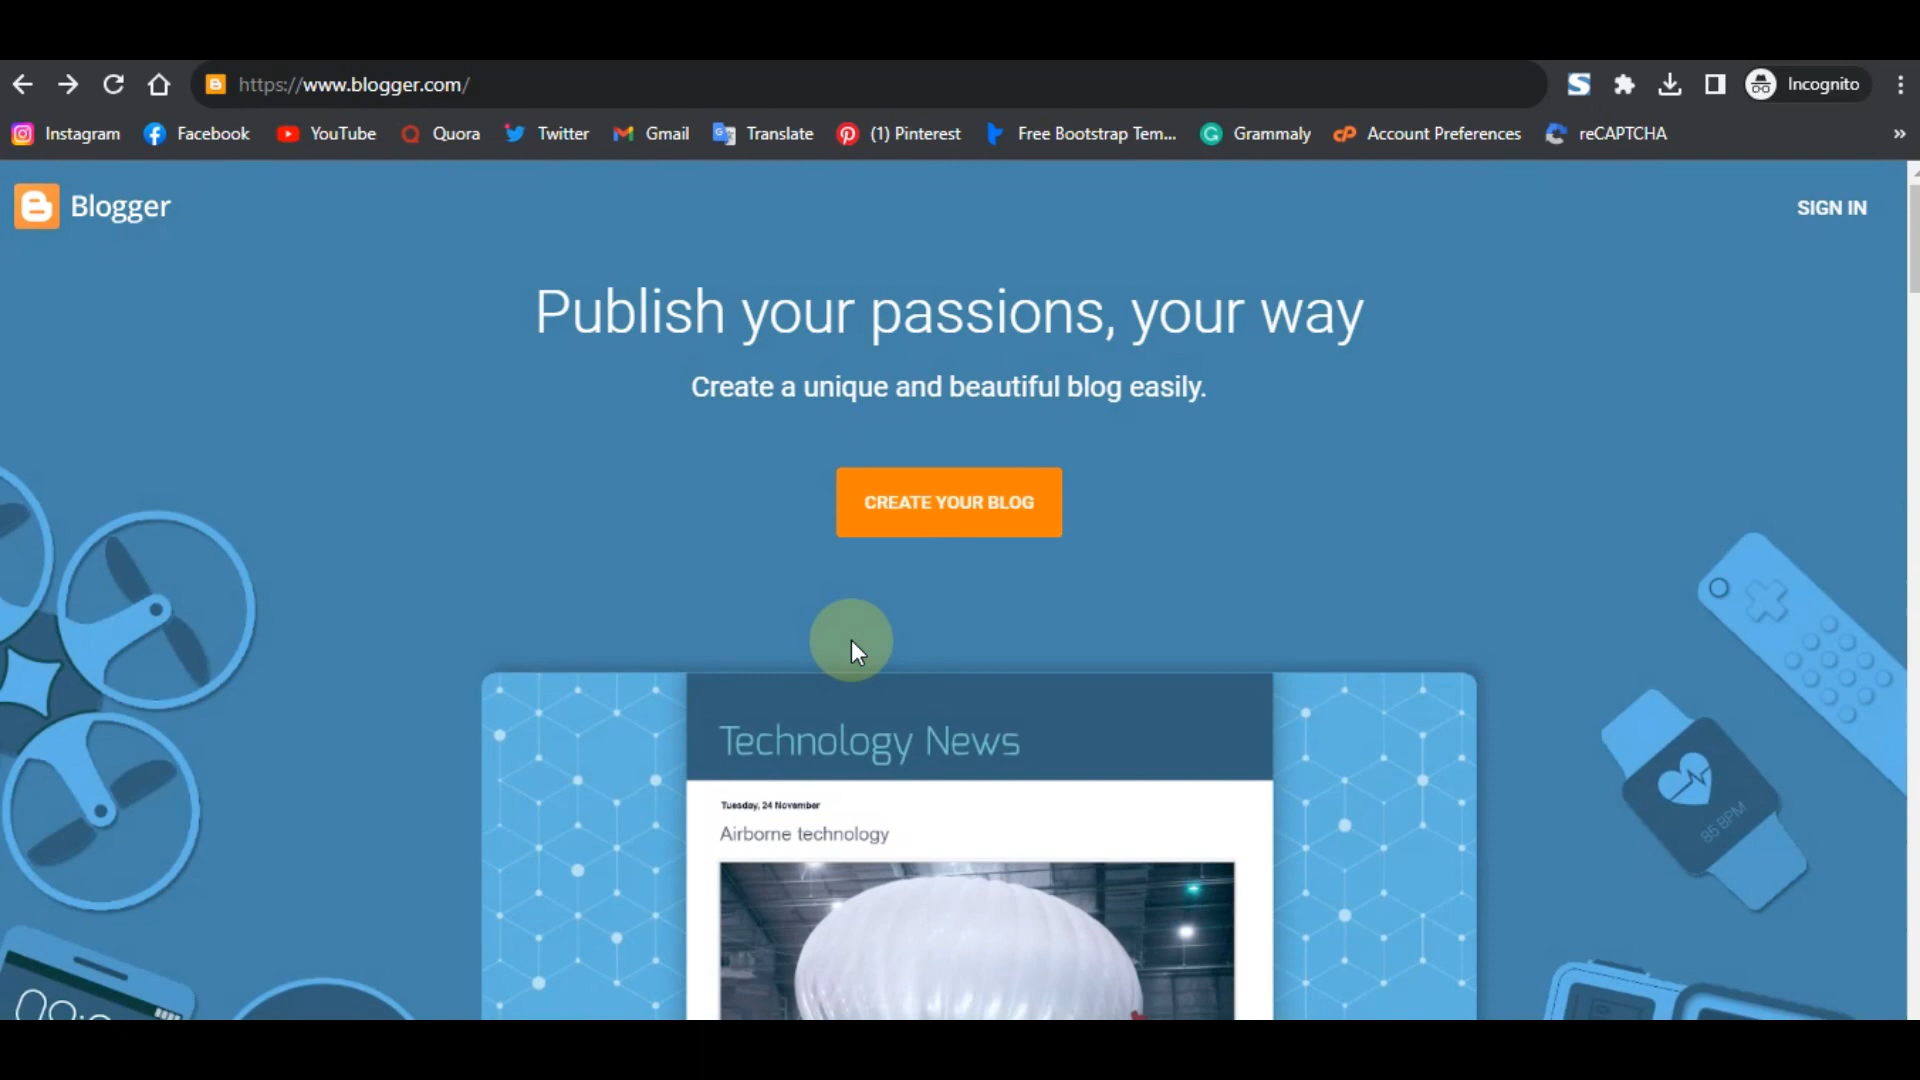 https://www.blogger.com/
Incognito
Instagram
Facebook
YouTube
Quora
Twitter
Gmail
Translate
(1) Pinterest
Free Bootstrap Tem...
Grammaly
Account Preferences
reCAPTCHA
»
Blogger
SIGN IN
Publish your passions, your way
Create a unique and beautiful blog easily.
CREATE YOUR BLOG
Technology News
Tuesday, 24 November
Airborne technology
85 BPM